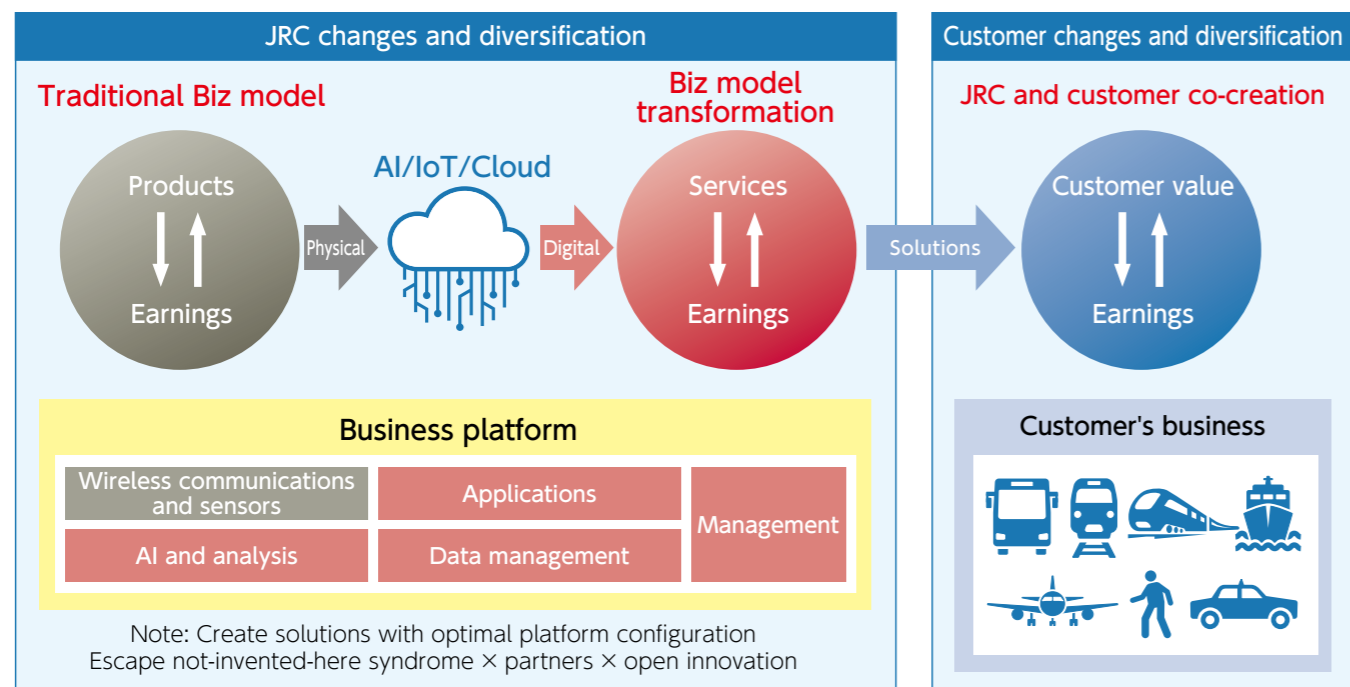 JRC changes and diversification
Traditional Biz model
Products
Earnings
Physical
AI/IoT/Cloud
Digital
Biz model
transformation
Services
Earnings
Solutions
Business platform
Wireless communications
and sensors
Applications
Management
AI and analysis
Data management
Note: Create solutions with optimal platform configuration
Escape not-invented-here syndrome × partners × open innovation
Customer changes and diversification
JRC and customer co-creation
Customer value
Earnings
Customer's business